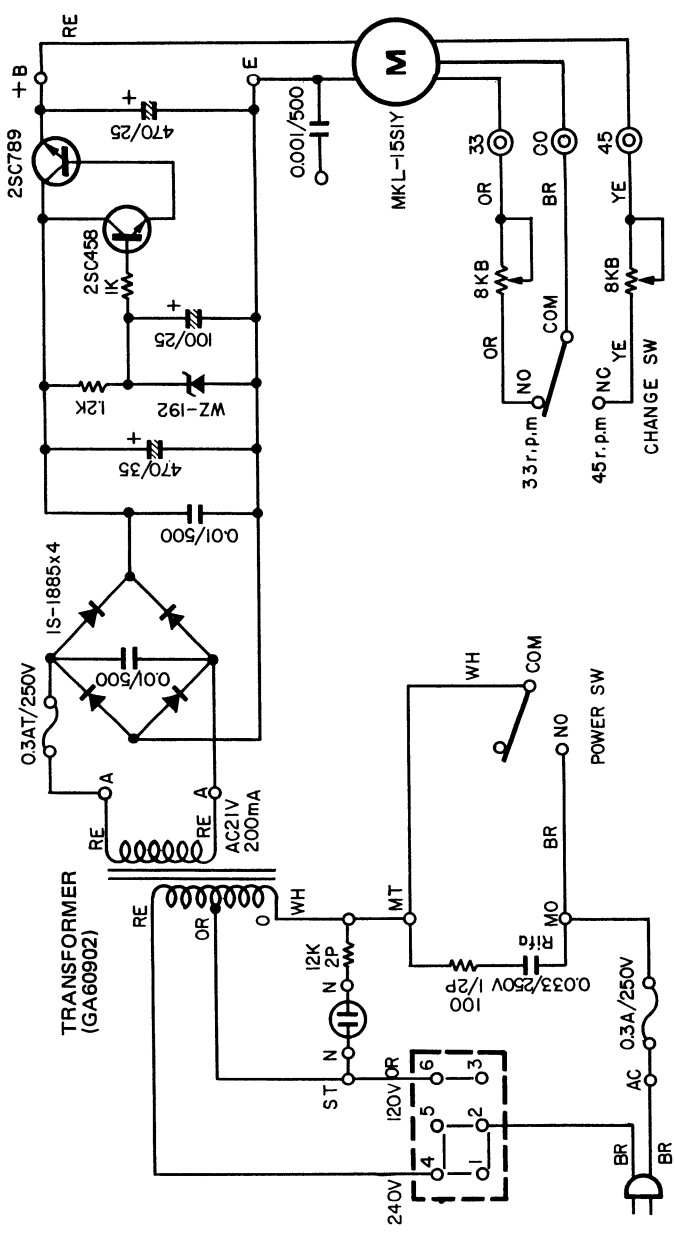 TRANSFORMER
(GA60902)
RE
OR
O
WH
RE
RE
A
A
AC21V
200mA
0.3AT/250V
1S-1885x4
0.01/500
0.01/500
470/35
+
1.2K
WZ-192
100/25
+
1K
2SC458
2SC789
470/25
+
+B
E
RE
0.001/500
M
MKL-15S1Y
33
OR
8KB
OR
NO
33r.p.m
00
BR
COM
45
YE
8KB
YE
NC
45r.p.m
CHANGE SW
240V
120V
OR
ST
N
N
12K
2P
MT
WH
COM
NO
POWER SW
BR
MO
Rifa
0.033/250V
100
1/2P
4
5
6
1
2
3
BR
BR
AC
0.3A/250V